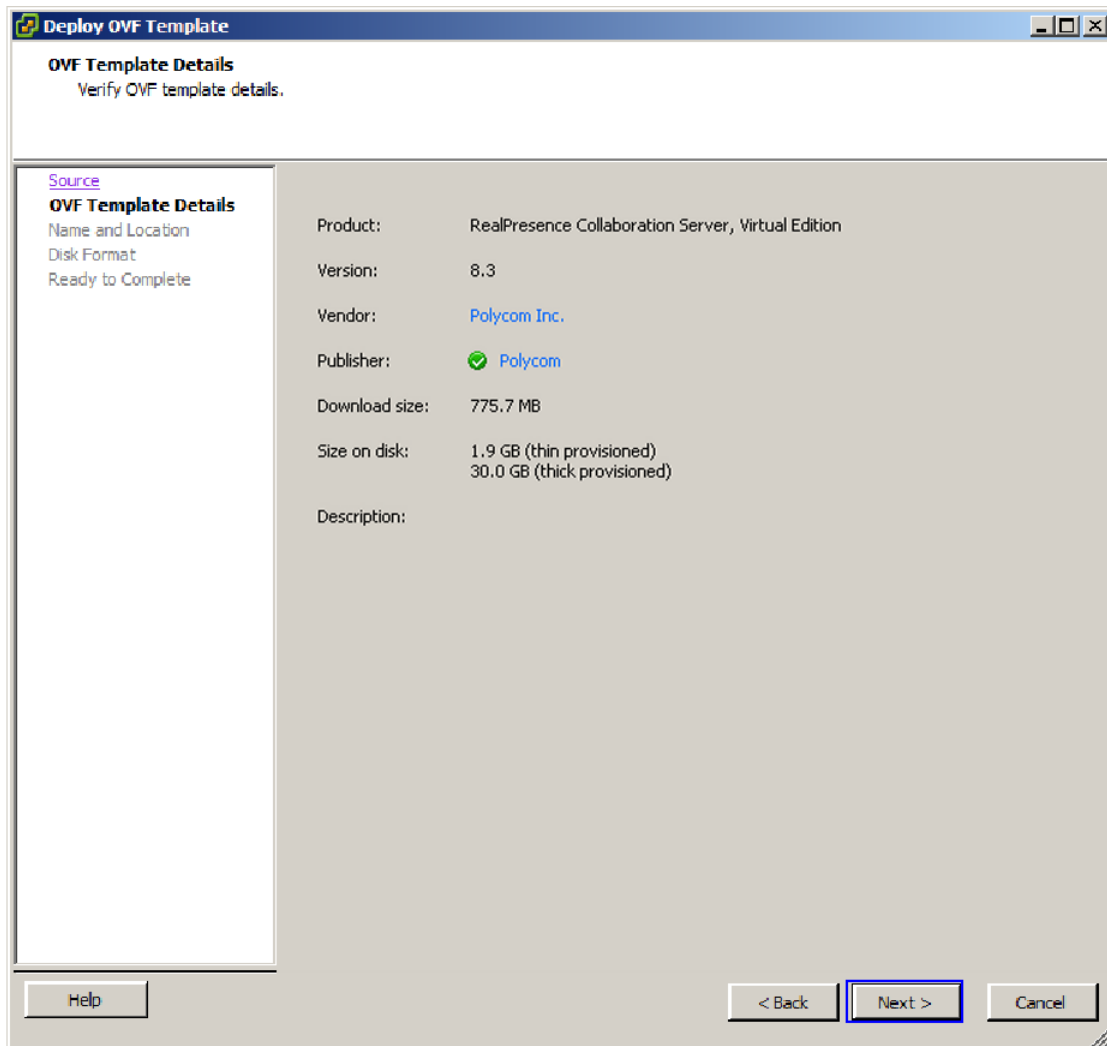 Deploy OVF Template
OVF Template Details
Verify OVF template details.
Source
OVF Template Details
Name and Location
Disk Format
Ready to Complete
Product: RealPresence Collaboration Server, Virtual Edition
Version: 8.3
Vendor: Polycom Inc.
Publisher: Polycom
Download size: 775.7 MB
Size on disk: 1.9 GB (thin provisioned)
30.0 GB (thick provisioned)
Description:
Help
< Back
Next >
Cancel